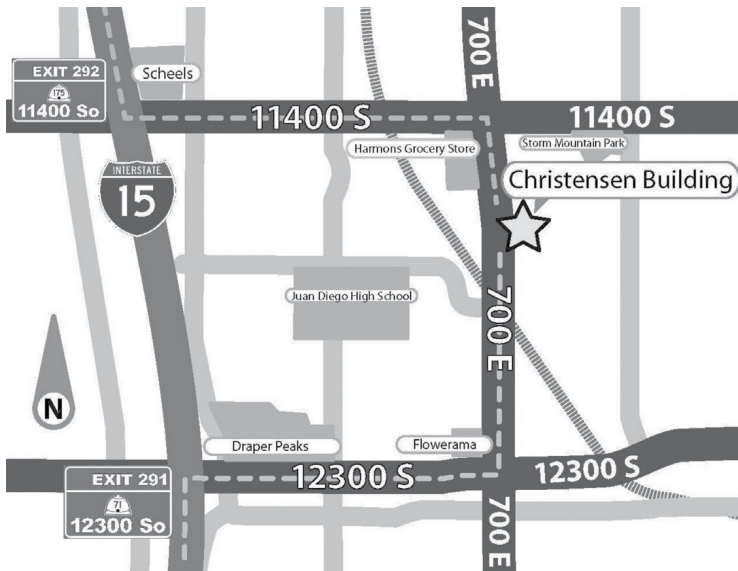 EXIT 292
175
11400 So
Scheels
700 E
11400 S
11400 S
Harmons Grocery Store
Storm Mountain Park
Christensen Building
INTERSTATE
15
Juan Diego High School
700 E
N
Draper Peaks
Flowerama
EXIT 291
71
12300 So
12300 S
12300 S
700 E